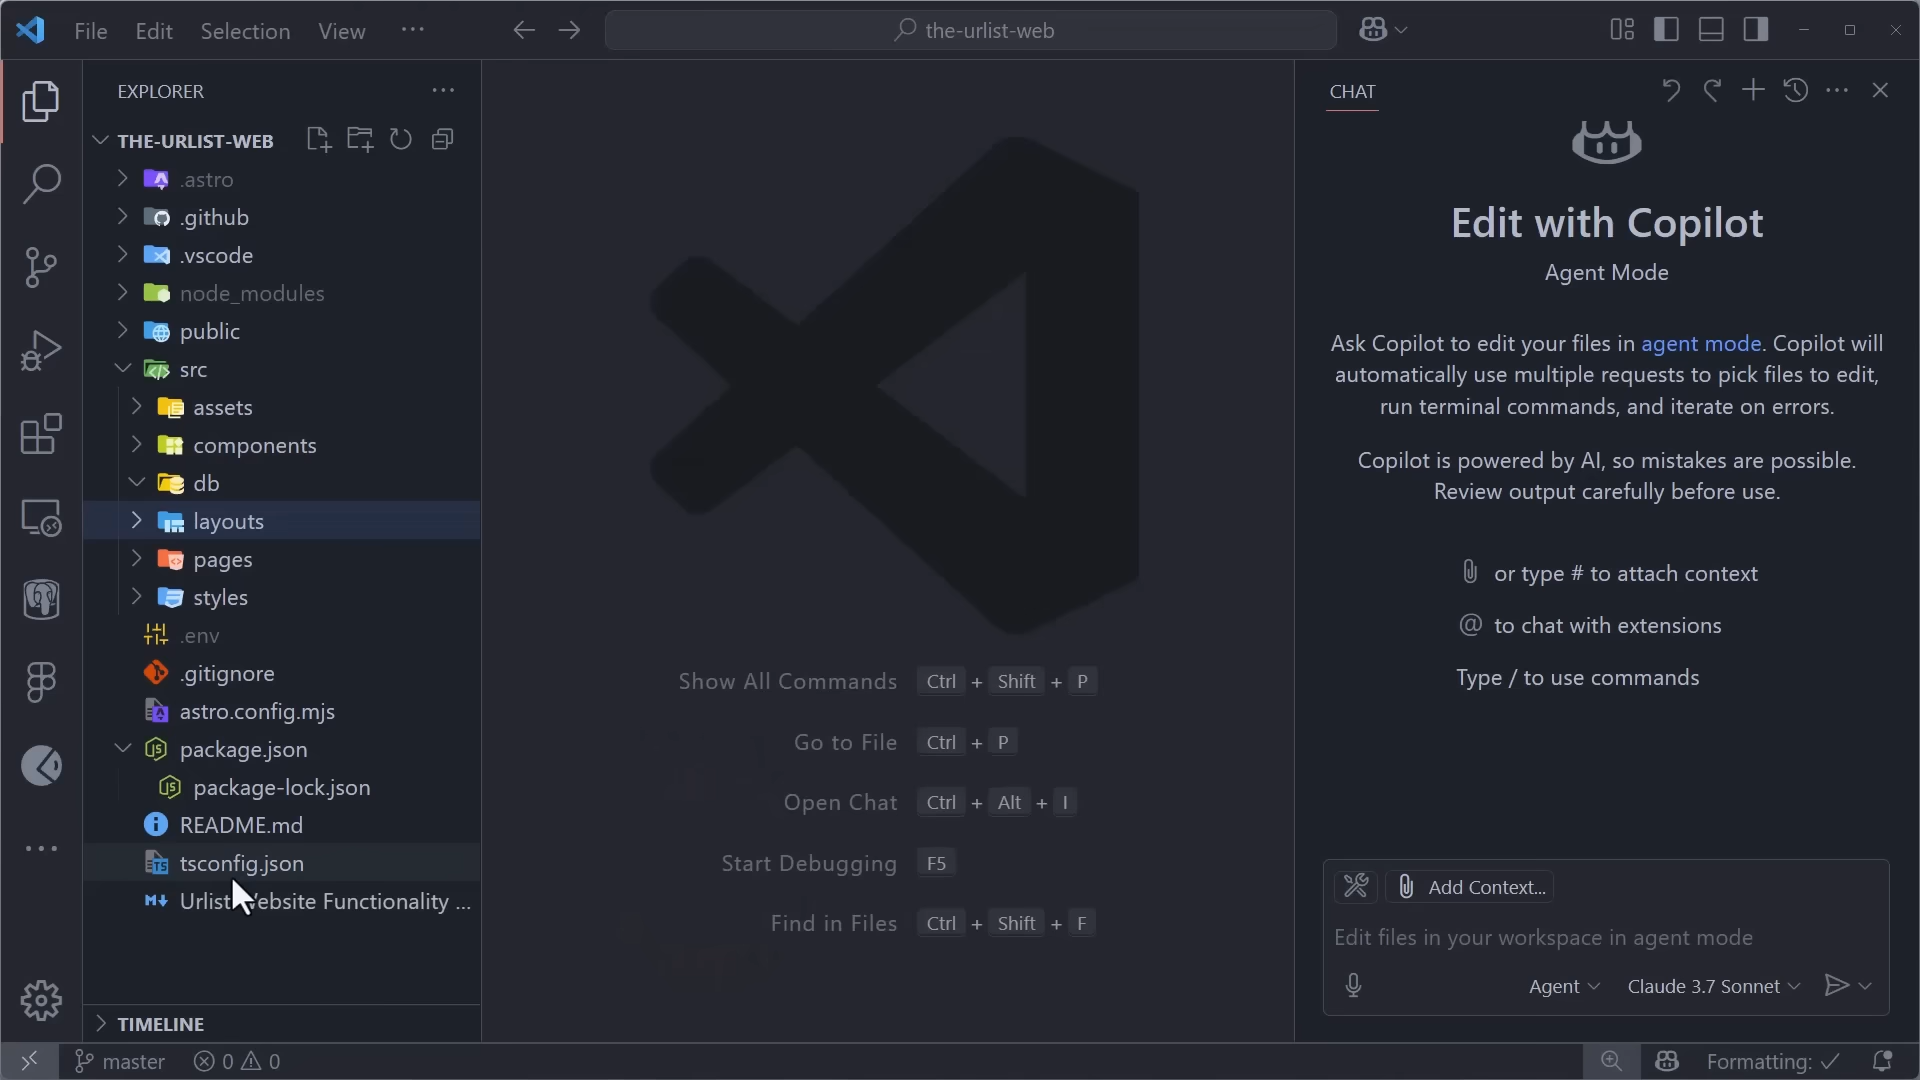 File Edit Selection View ···
the-urlist-web
EXPLORER
THE-URLIST-WEB
.astro
.github
.vscode
node_modules
public
src
assets
components
db
layouts
pages
styles
.env
.gitignore
astro.config.mjs
package.json
package-lock.json
README.md
tsconfig.json
Urlist Website Functionality ...
TIMELINE
Show All Commands Ctrl + Shift + P
Go to File Ctrl + P
Open Chat Ctrl + Alt + I
Start Debugging F5
Find in Files Ctrl + Shift + F
CHAT
Edit with Copilot
Agent Mode
Ask Copilot to edit your files in agent mode. Copilot will
automatically use multiple requests to pick files to edit,
run terminal commands, and iterate on errors.
Copilot is powered by AI, so mistakes are possible.
Review output carefully before use.
or type # to attach context
@ to chat with extensions
Type / to use commands
Add Context...
Edit files in your workspace in agent mode
Agent Claude 3.7 Sonnet
master 0 0 Formatting: ✓